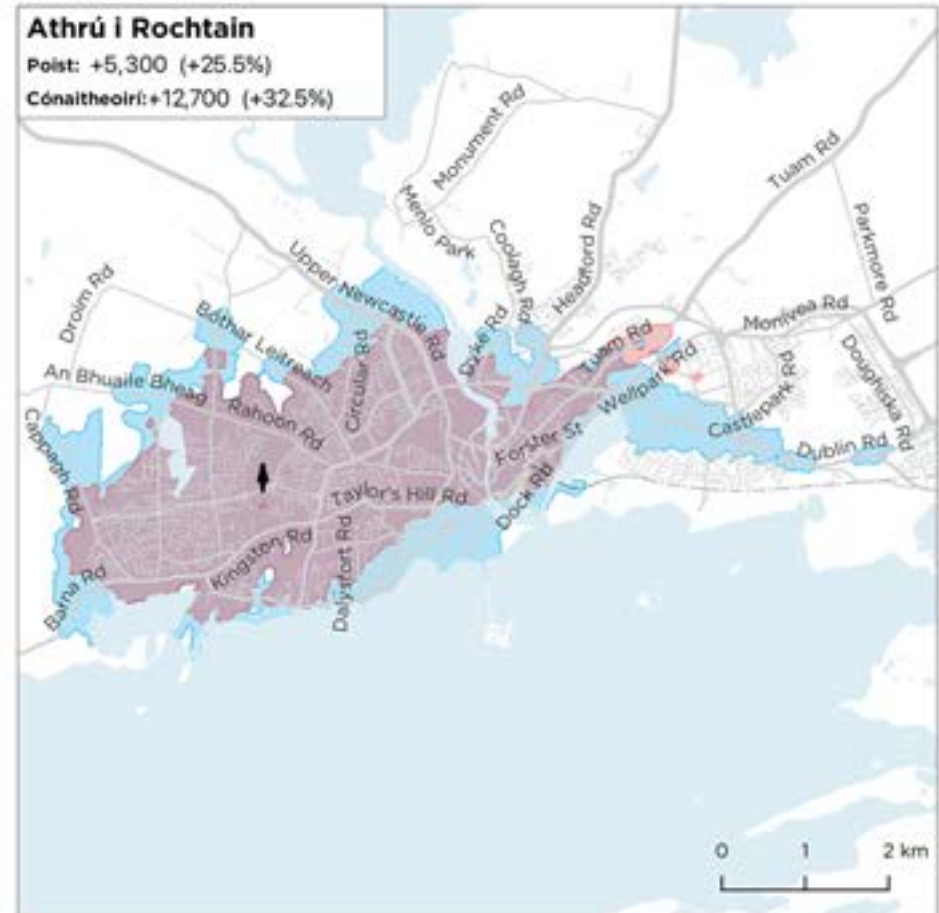 Athrú i Rochtain
Poist: +5,300 (+25.5%)
Cónaitheoirí:+12,700 (+32.5%)
Monument Rd
Menlo Park
Coolagh Rd
Headford Rd
Tuam Rd
Parkmore Rd
Droim Rd
Upper Newcastle Rd
Bóthar Leitreach
Circular Rd
Dyke Rd
Tuam Rd
Monivea Rd
Doughiska Rd
An Bhuaile Bheag
Rahoon Rd
Wellpark Rd
Castlepark Rd
Cappagh Rd
Forster St
Dublin Rd
Taylor's Hill Rd
Dock Rd
Kingston Rd
Dalysfort Rd
Barna Rd
0 1 2 km